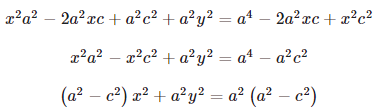 x²a² − 2a²xc + a²c² + a²y² = a⁴ − 2a²xc + x²c²
x²a² − x²c² + a²y² = a⁴ − a²c²
(a² − c²) x² + a²y² = a² (a² − c²)